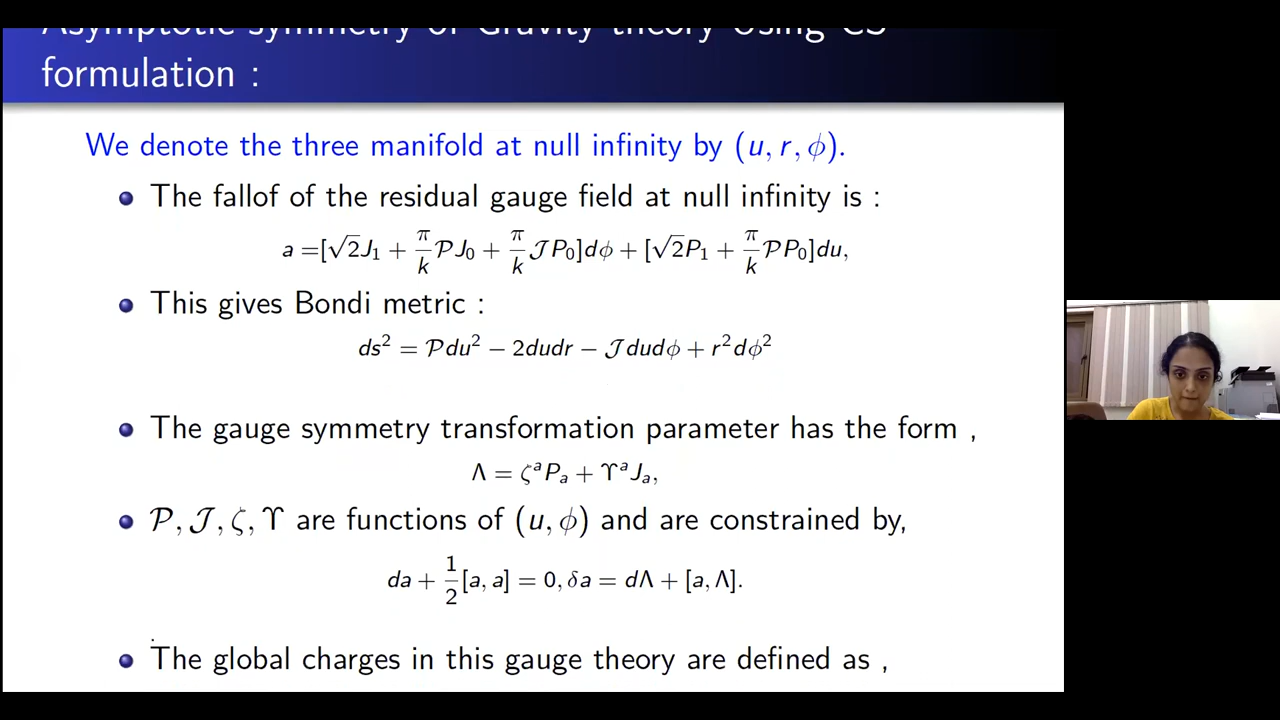 Asymptotic symmetry of Gravity theory Using CS
formulation :
We denote the three manifold at null infinity by (u, r, ϕ).
The fallof of the residual gauge field at null infinity is :
a =[√2J₁ + π/k 𝒫J₀ + π/k 𝒥P₀]dϕ + [√2P₁ + π/k 𝒫P₀]du,
This gives Bondi metric :
ds² = 𝒫du² − 2dudr − 𝒥dudϕ + r²dϕ²
The gauge symmetry transformation parameter has the form ,
Λ = ζᵃPₐ + ϒᵃJₐ,
𝒫, 𝒥, ζ, ϒ are functions of (u, ϕ) and are constrained by,
da + 1/2[a, a] = 0, δa = dΛ + [a, Λ].
The global charges in this gauge theory are defined as ,